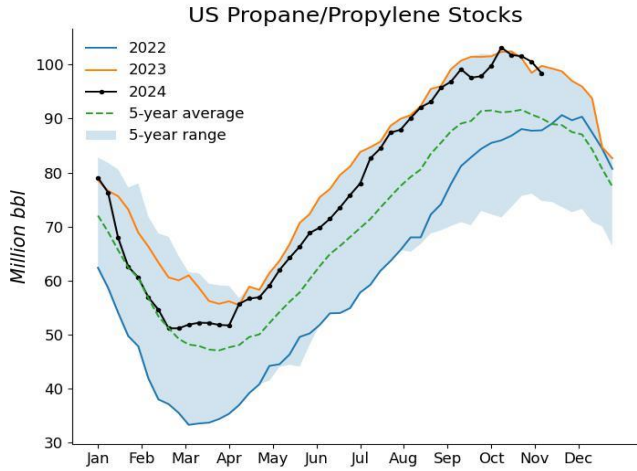 US Propane/Propylene Stocks
Million bbl
100
90
80
70
60
50
40
30
2022
2023
2024
5-year average
5-year range
Jan Feb Mar Apr May Jun Jul Aug Sep Oct Nov Dec